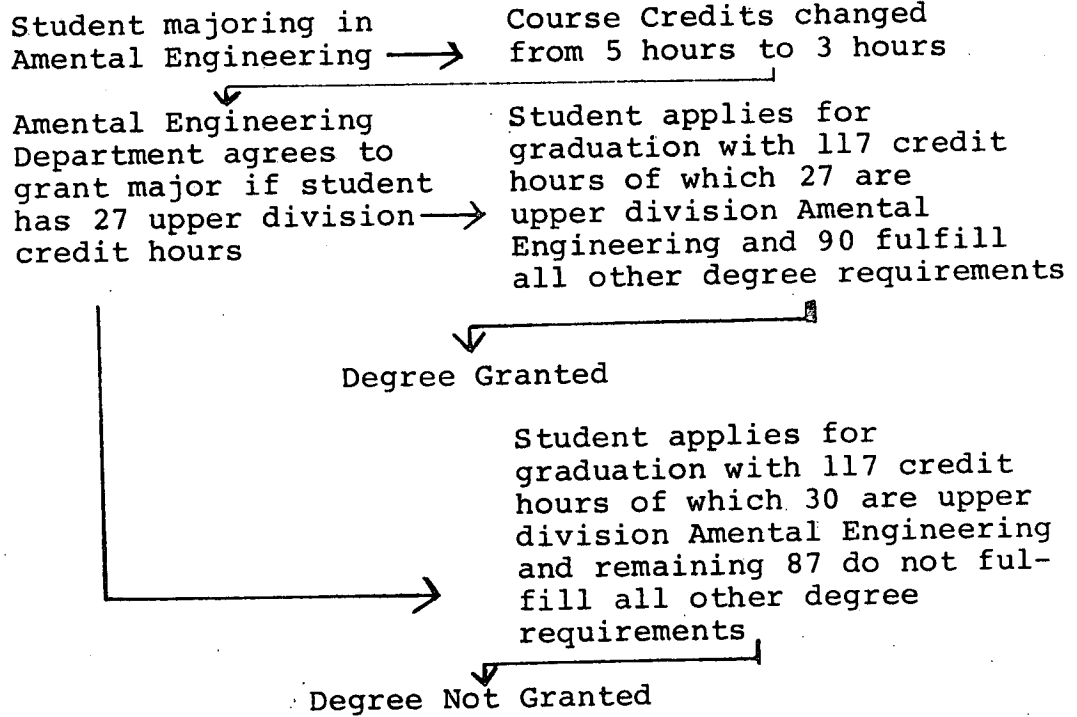 Student majoring in
Amental Engineering
Course Credits changed
from 5 hours to 3 hours
Amental Engineering
Department agrees to
grant major if student
has 27 upper division
credit hours
Student applies for
graduation with 117 credit
hours of which 27 are
upper division Amental
Engineering and 90 fulfill
all other degree requirements
Degree Granted
Student applies for
graduation with 117 credit
hours of which 30 are upper
division Amental Engineering
and remaining 87 do not ful-
fill all other degree
requirements
Degree Not Granted